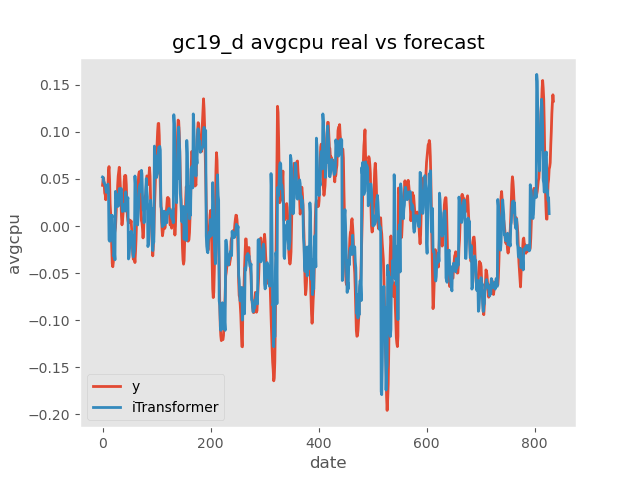 gc19_d avgcpu real vs forecast
avgcpu
0.15
0.10
0.05
0.00
−0.05
−0.10
−0.15
−0.20
y
iTransformer
0 200 400 600 800
date